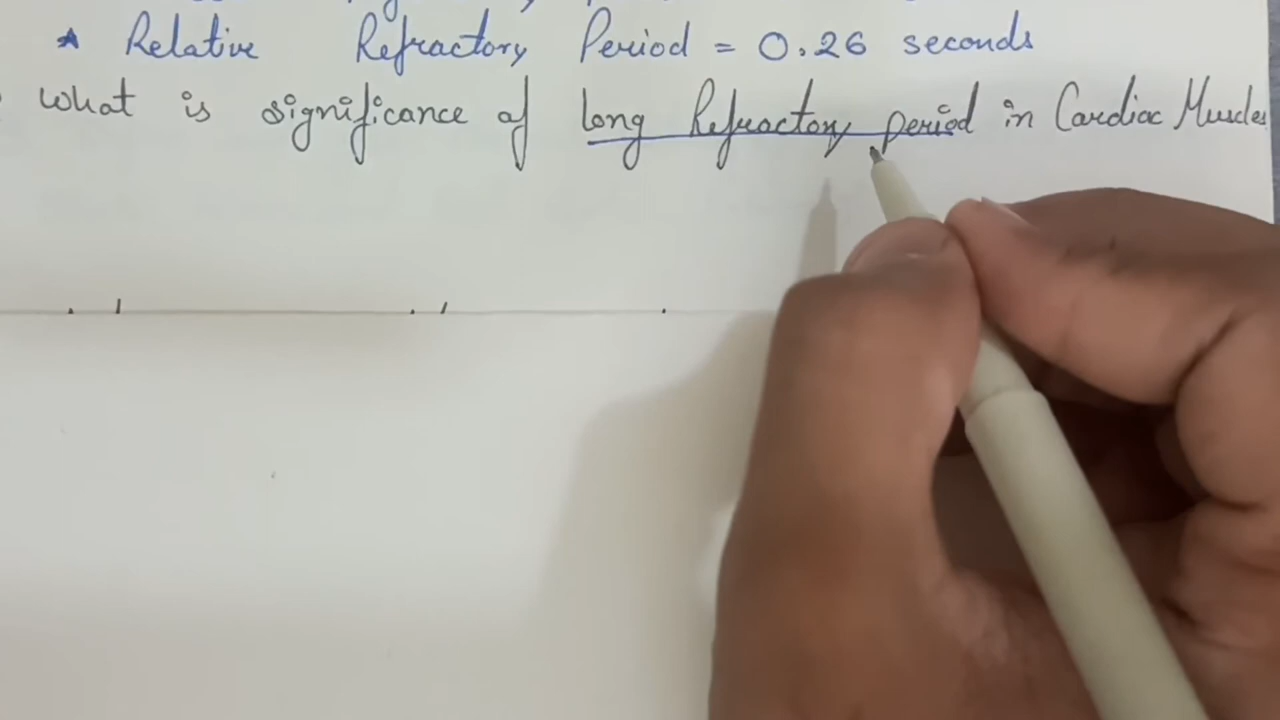 ★ Relative Refractory Period = 0.26 seconds
What is significance of long Refractory period in Cardiac Muscles